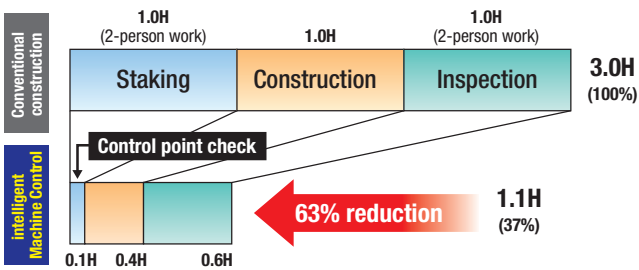 1.0H
(2-person work)
1.0H
1.0H
(2-person work)
Conventional
construction
Staking
Construction
Inspection
3.0H
(100%)
Control point check
intelligent
Machine Control
63% reduction
1.1H
(37%)
0.1H
0.4H
0.6H